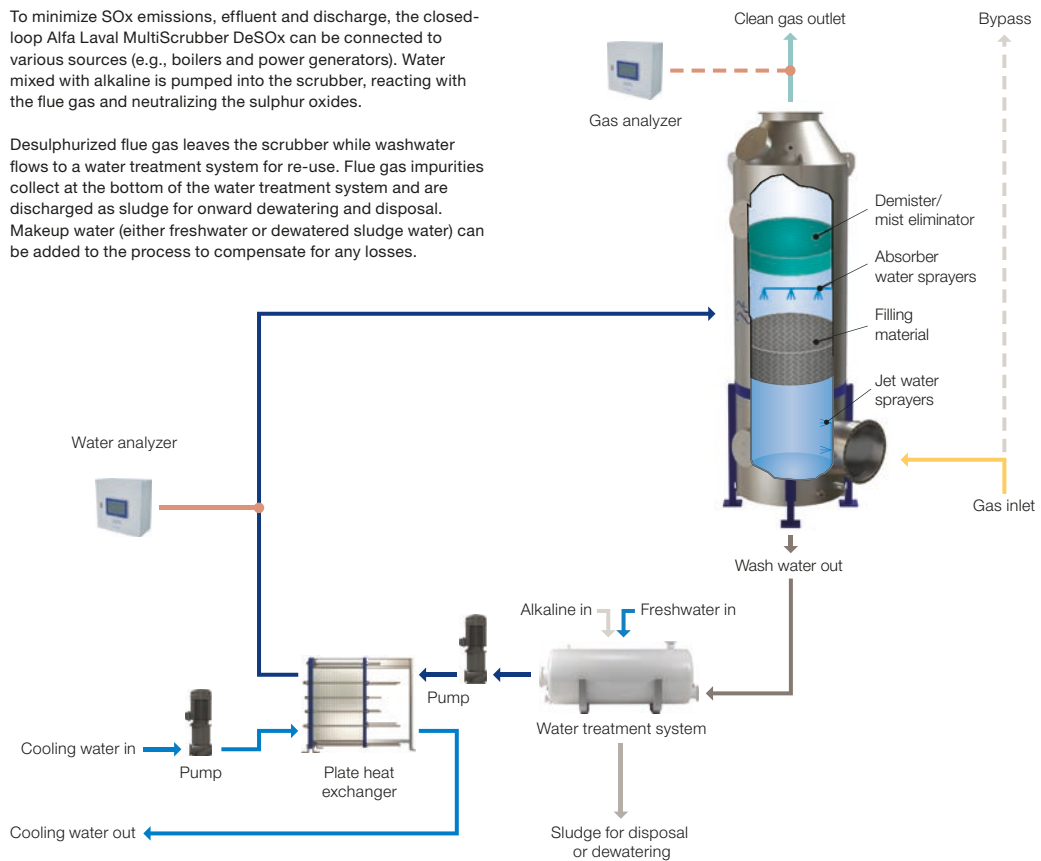 To minimize SOx emissions, effluent and discharge, the closed-
loop Alfa Laval MultiScrubber DeSOx can be connected to
various sources (e.g., boilers and power generators). Water
mixed with alkaline is pumped into the scrubber, reacting with
the flue gas and neutralizing the sulphur oxides.
Desulphurized flue gas leaves the scrubber while washwater
flows to a water treatment system for re-use. Flue gas impurities
collect at the bottom of the water treatment system and are
discharged as sludge for onward dewatering and disposal.
Makeup water (either freshwater or dewatered sludge water) can
be added to the process to compensate for any losses.
Clean gas outlet
Bypass
Gas analyzer
Demister/
mist eliminator
Absorber
water sprayers
Filling
material
Jet water
sprayers
Water analyzer
Gas inlet
Wash water out
Alkaline in
Freshwater in
Pump
Water treatment system
Cooling water in
Pump
Plate heat
exchanger
Cooling water out
Sludge for disposal
or dewatering